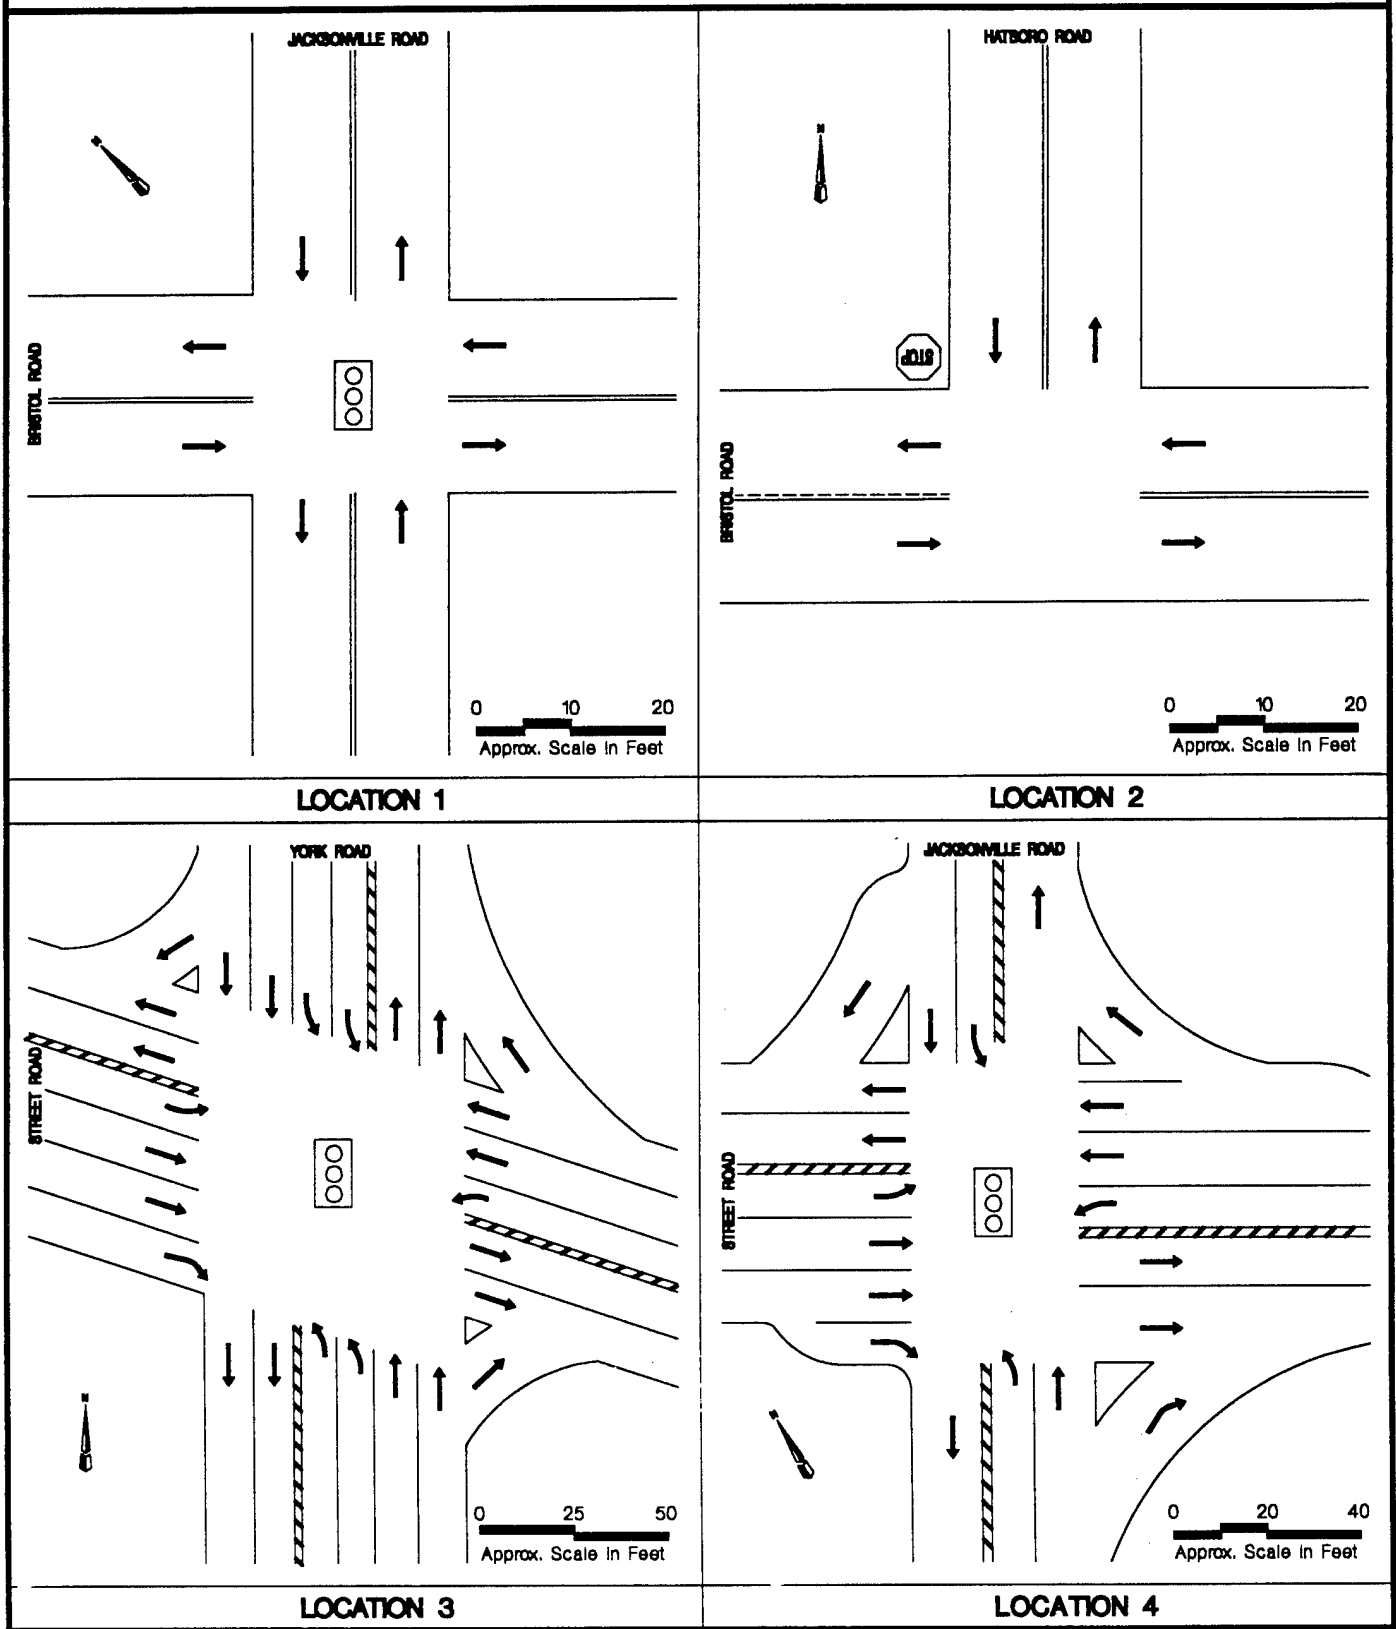 JACKSONVILLE ROAD
N
BRISTOL ROAD
0 10 20
Approx. Scale in Feet
LOCATION 1
HATBORO ROAD
N
STOP
BRISTOL ROAD
0 10 20
Approx. Scale in Feet
LOCATION 2
YORK ROAD
STREET ROAD
N
0 25 50
Approx. Scale in Feet
LOCATION 3
JACKSONVILLE ROAD
STREET ROAD
N
0 20 40
Approx. Scale in Feet
LOCATION 4